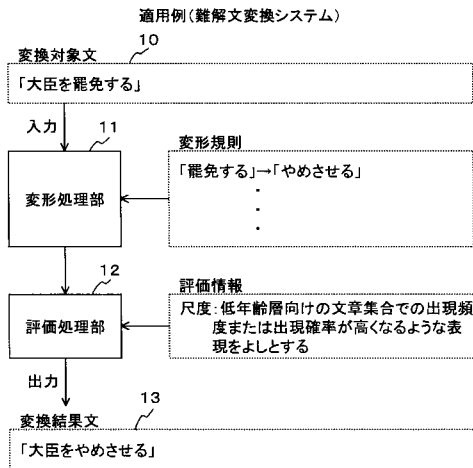 適用例(難解文変換システム)
10
変換対象文
「大臣を罷免する」
入力
11
変形規則
変形処理部
「罷免する」→「やめさせる」
・
・
・
12
評価情報
評価処理部
尺度:低年齢層向けの文章集合での出現頻
度または出現確率が高くなるような表
現をよしとする
出力
13
変換結果文
「大臣をやめさせる」